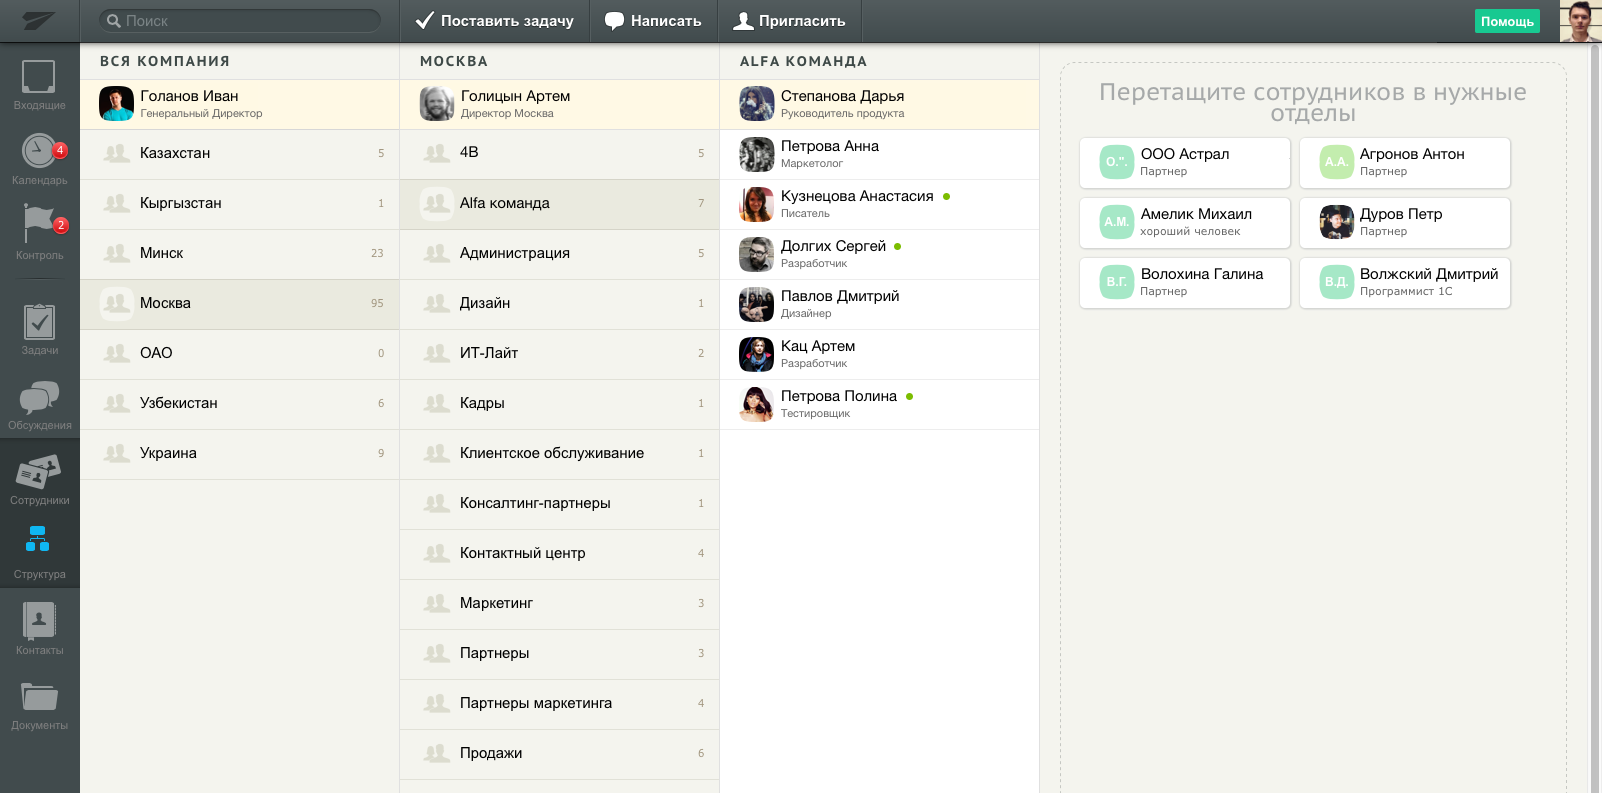 Поиск
Поставить задачу
Написать
Пригласить
Помощь
Входящие
4
Календарь
2
Контроль
Задачи
Обсуждения
Сотрудники
Структура
Контакты
Документы
ВСЯ КОМПАНИЯ
Голанов Иван
Генеральный Директор
Казахстан 5
Кыргызстан 1
Минск 23
Москва 95
ОАО 0
Узбекистан 6
Украина 9
МОСКВА
Голицын Артем
Директор Москва
4В 5
Alfa команда 7
Администрация 5
Дизайн 1
ИТ-Лайт 2
Кадры 1
Клиентское обслуживание 1
Консалтинг-партнеры 1
Контактный центр 4
Маркетинг 3
Партнеры 3
Партнеры маркетинга 4
Продажи 6
ALFA КОМАНДА
Степанова Дарья
Руководитель продукта
Петрова Анна
Маркетолог
Кузнецова Анастасия
Писатель
Долгих Сергей
Разработчик
Павлов Дмитрий
Дизайнер
Кац Артем
Разработчик
Петрова Полина
Тестировщик
Перетащите сотрудников в нужные
отделы
О.". ООО Астрал
Партнер
А.А. Агронов Антон
Партнер
А.М. Амелик Михаил
хороший человек
Дуров Петр
Партнер
В.Г. Волохина Галина
Партнер
В.Д. Волжский Дмитрий
Программист 1С